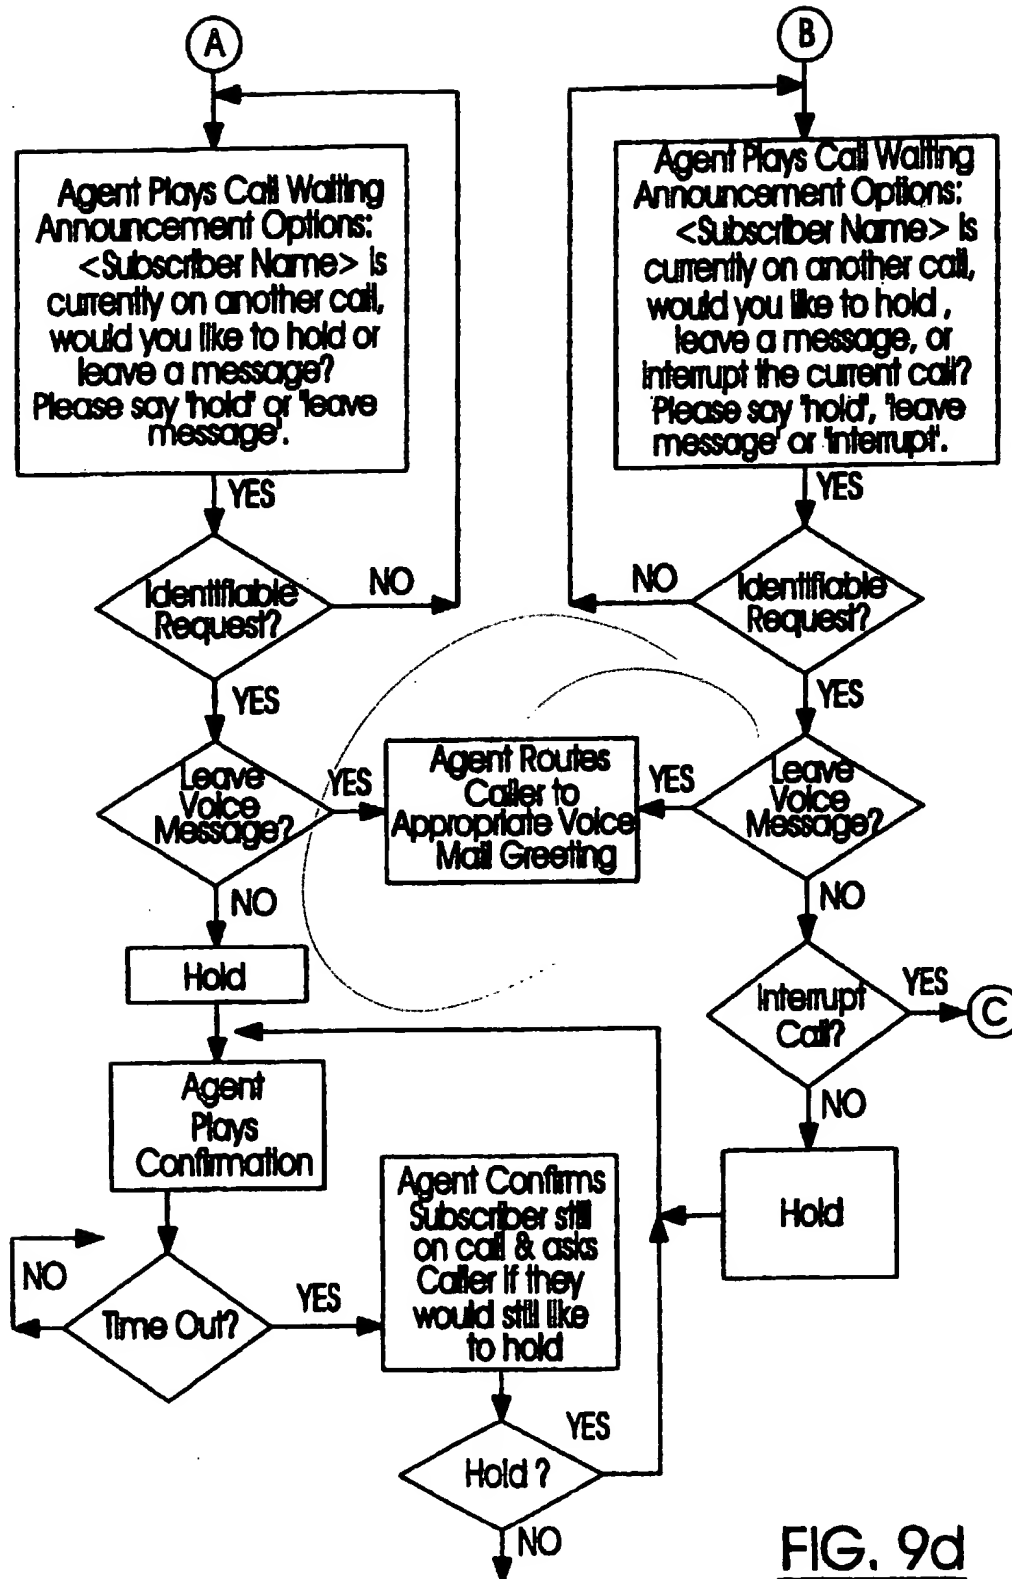 A
Agent Plays Call Waiting
Announcement Options:
<Subscriber Name> is
currently on another call,
would you like to hold or
leave a message?
Please say 'hold' or 'leave
message'.
YES
Identifiable
Request?
NO
YES
Leave
Voice
Message?
YES
Agent Routes
Caller to
Appropriate Voice
Mail Greeting
NO
Hold
Agent
Plays
Confirmation
Time Out?
NO
YES
Agent Confirms
Subscriber still
on call & asks
Caller if they
would still like
to hold
Hold ?
YES
NO
B
Agent Plays Call Waiting
Announcement Options:
<Subscriber Name> is
currently on another call,
would you like to hold ,
leave a message, or
interrupt the current call?
Please say 'hold', 'leave
message' or 'interrupt'.
YES
Identifiable
Request?
NO
YES
Leave
Voice
Message?
YES
NO
Interrupt
Call?
YES
C
NO
Hold
FIG. 9d